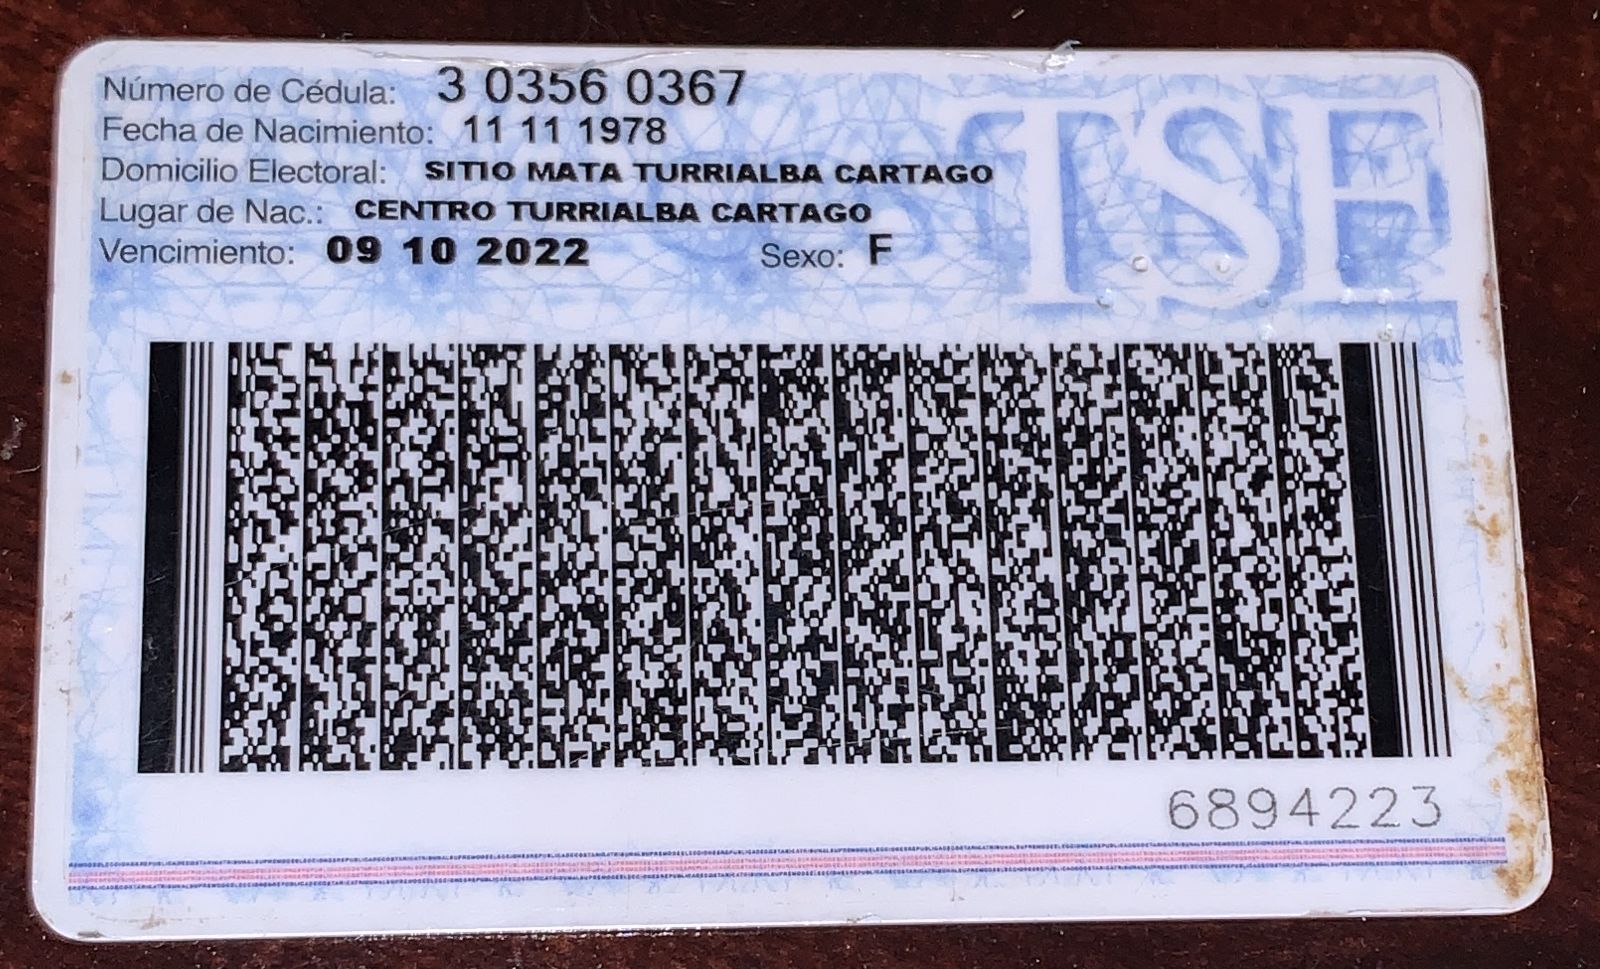 Número de Cédula: 3 0356 0367
Fecha de Nacimiento: 11 11 1978
Domicilio Electoral: SITIO MATA TURRIALBA CARTAGO
Lugar de Nac.: CENTRO TURRIALBA CARTAGO
Vencimiento: 09 10 2022 Sexo: F
TSE
6894223